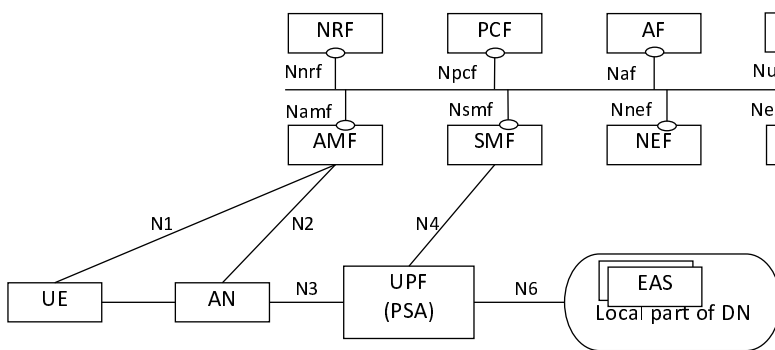 NRF
PCF
AF
Nnrf
Npcf
Naf
Nu
Namf
Nsmf
Nnef
Ne
AMF
SMF
NEF
N1
N2
N4
UE
AN
N3
UPF
(PSA)
N6
EAS
Local part of DN